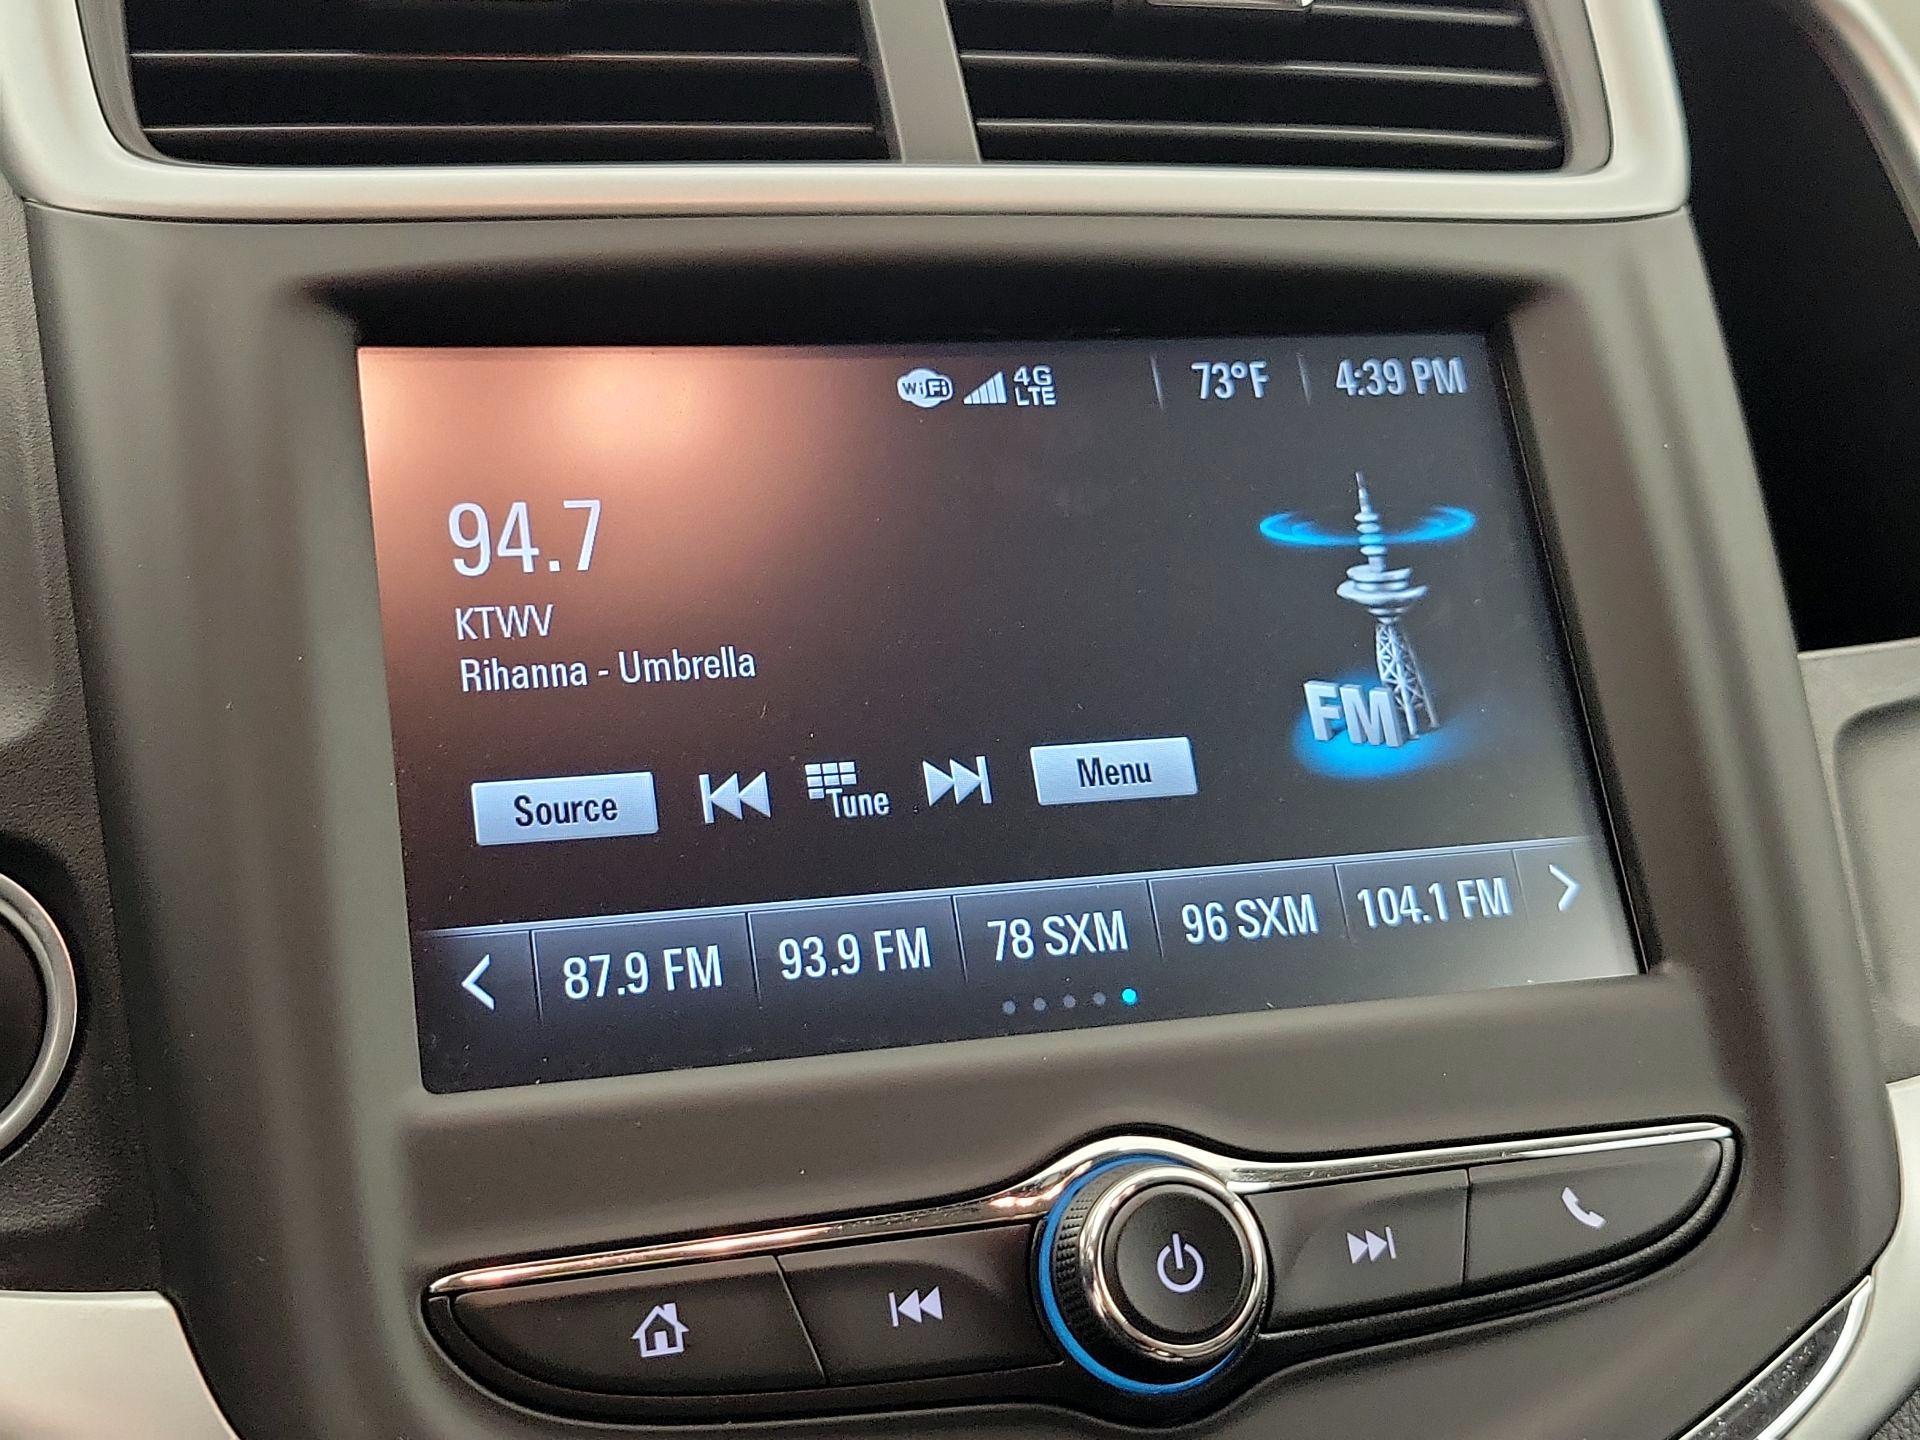 WiFi 4G LTE 73°F 4:39 PM
94.7
KTWV
Rihanna - Umbrella
FM
Source Tune Menu
87.9 FM 93.9 FM 78 SXM 96 SXM 104.1 FM